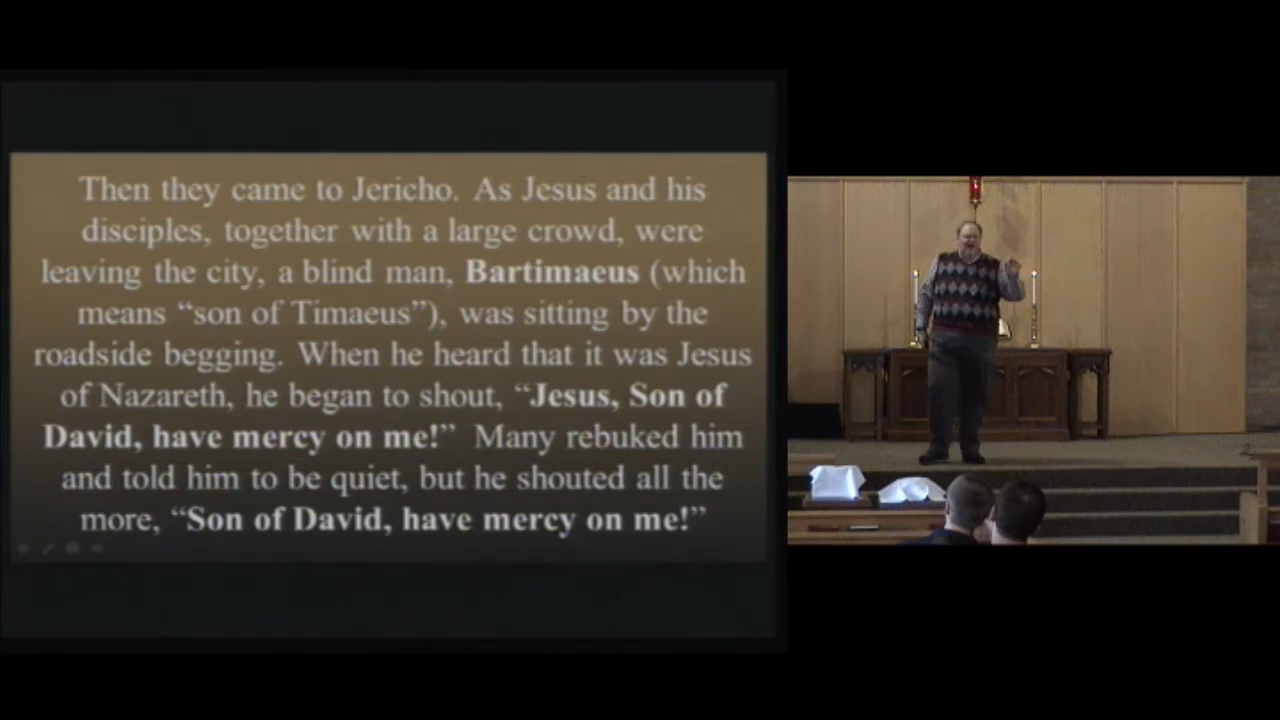 Then they came to Jericho. As Jesus and his
disciples, together with a large crowd, were
leaving the city, a blind man, Bartimaeus (which
means “son of Timaeus”), was sitting by the
roadside begging. When he heard that it was Jesus
of Nazareth, he began to shout, “Jesus, Son of
David, have mercy on me!” Many rebuked him
and told him to be quiet, but he shouted all the
more, “Son of David, have mercy on me!”